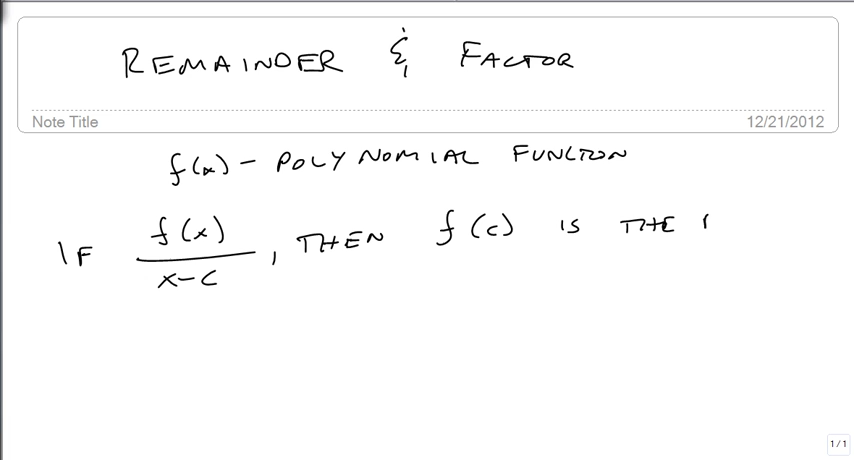 REMAINDER & FACTOR
Note Title 12/21/2012
f(x) - POLYNOMIAL FUNCTION
IF f(x)/x-c, THEN f(c) IS THE
1 / 1